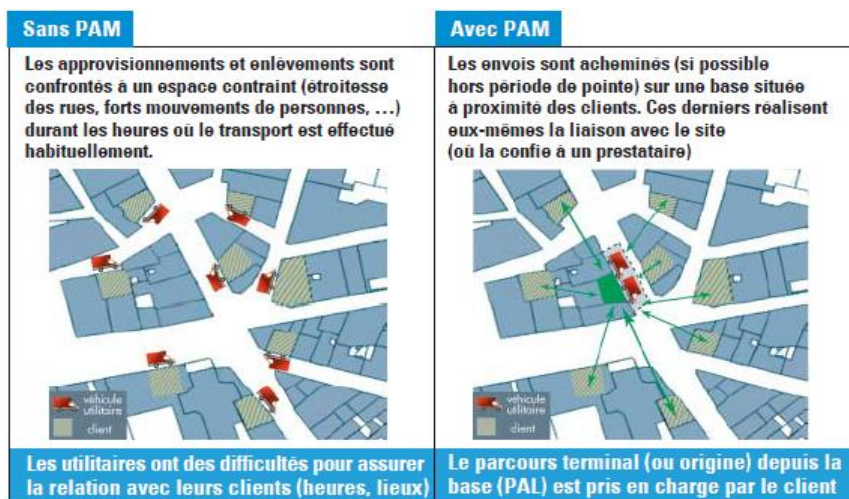 Sans PAM
Les approvisionnements et enlèvements sont
confrontés à un espace contraint (étroitesse
des rues, forts mouvements de personnes, ...)
durant les heures où le transport est effectué
habituellement.
véhicule
utilitaire
client
Les utilitaires ont des difficultés pour assurer
la relation avec leurs clients (heures, lieux)
Avec PAM
Les envois sont acheminés (si possible
hors période de pointe) sur une base située
à proximité des clients. Ces derniers réalisent
eux-mêmes la liaison avec le site
(où la confie à un prestataire)
véhicule
utilitaire
client
Le parcours terminal (ou origine) depuis la
base (PAL) est pris en charge par le client